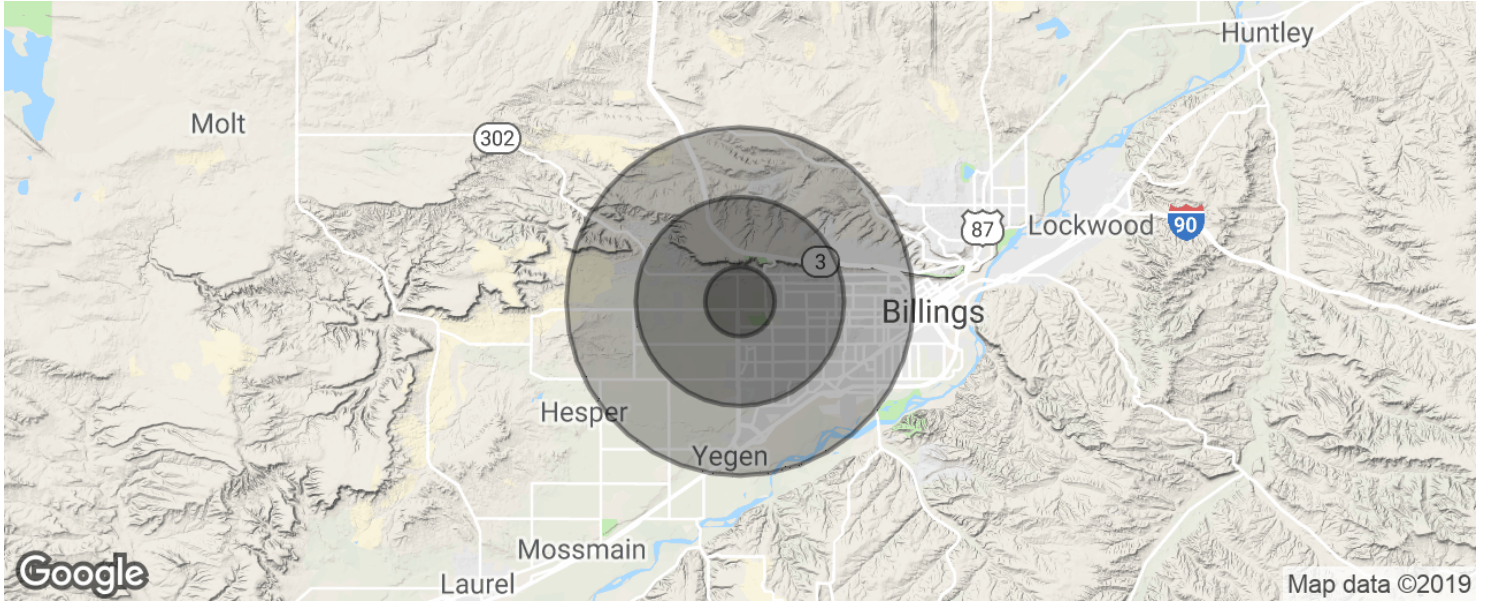 Huntley
Molt
302
87
Lockwood
90
3
Billings
Hesper
Yegen
Mossmain
Laurel
Google
Map data ©2019